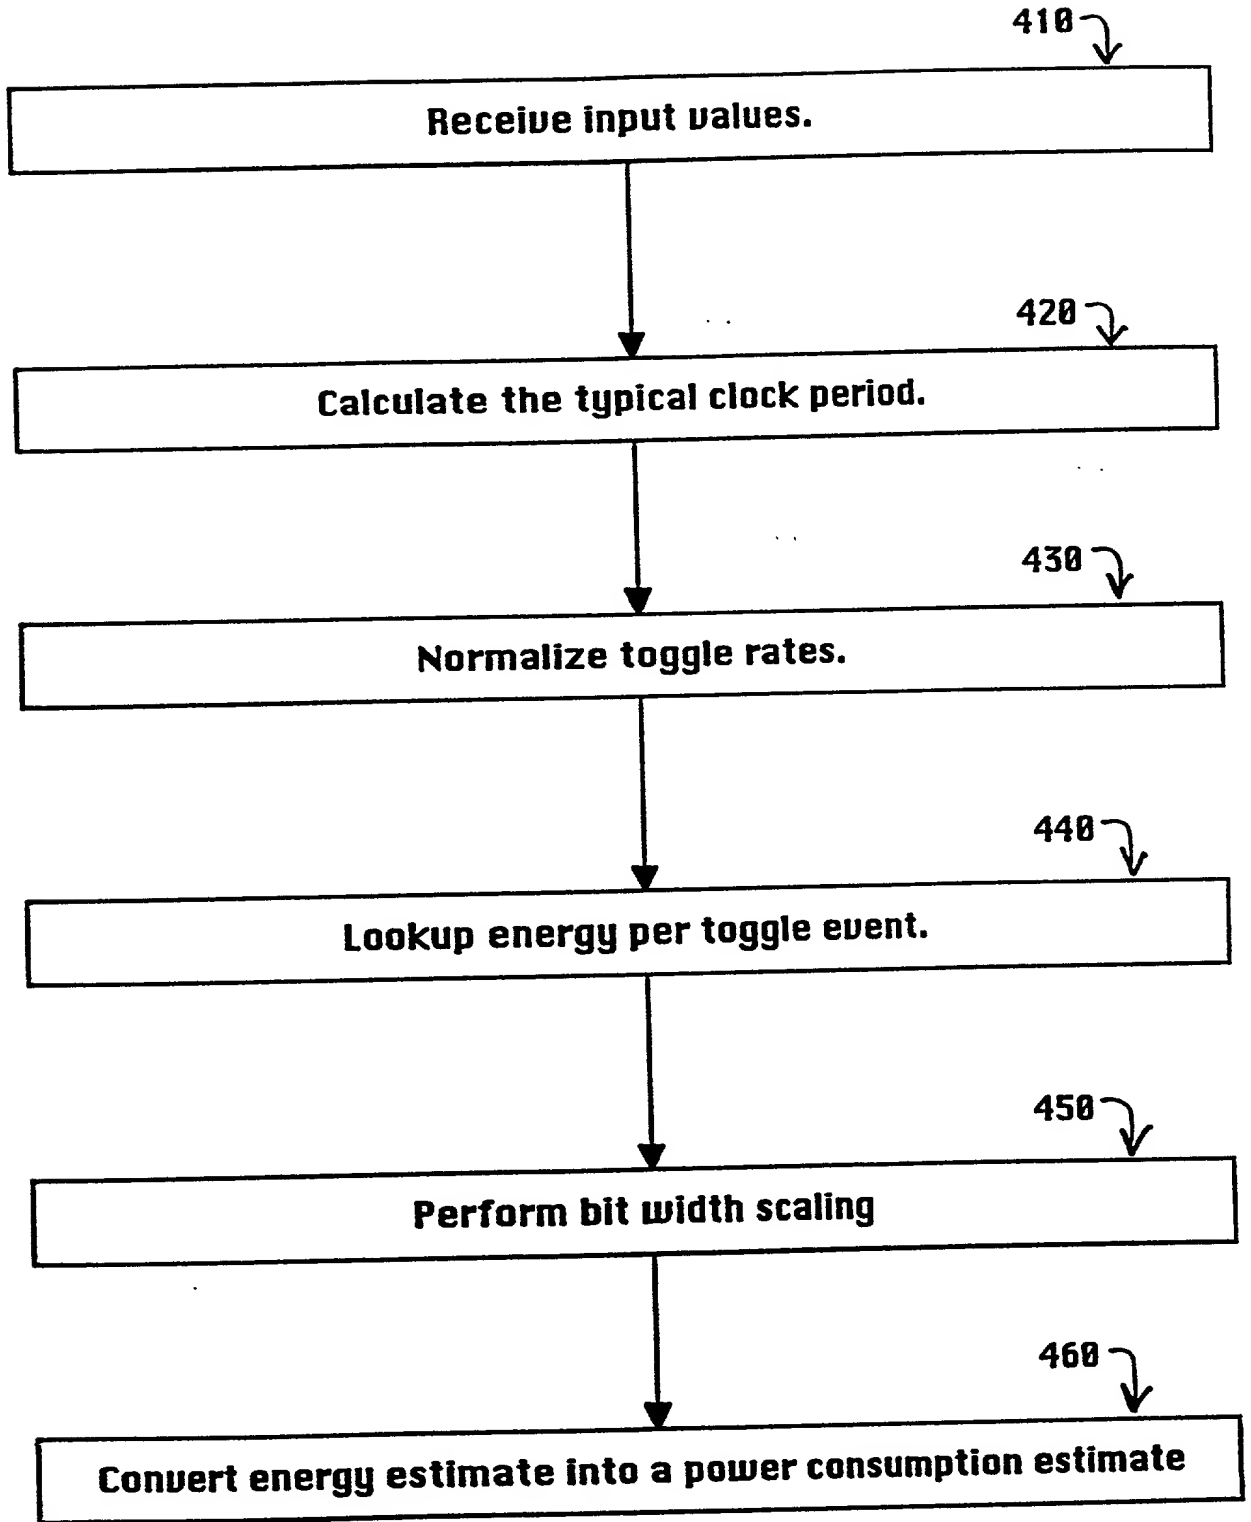 410
Receive input values.
420
Calculate the typical clock period.
430
Normalize toggle rates.
440
Lookup energy per toggle event.
450
Perform bit width scaling
460
Convert energy estimate into a power consumption estimate